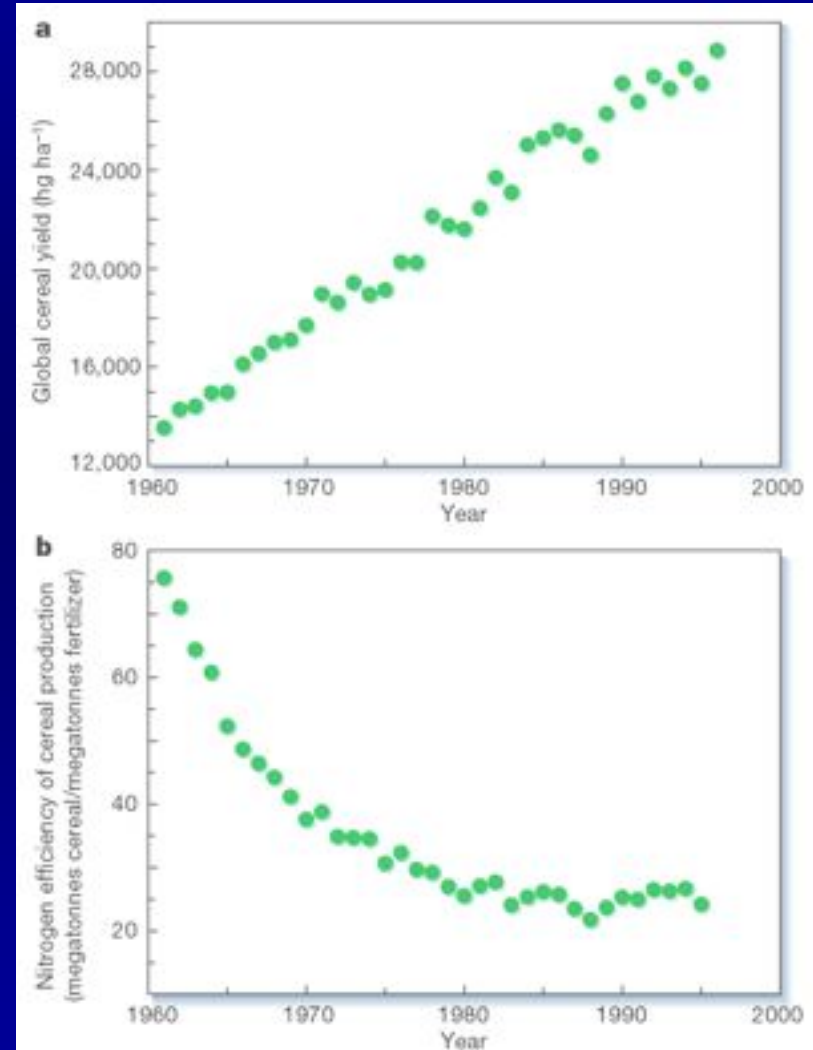 a
Global cereal yield (hg ha⁻¹)
28,000
24,000
20,000
16,000
12,000
1960 1970 1980 1990 2000
Year
b
Nitrogen efficiency of cereal production
(megatonnes cereal/megatonnes fertilizer)
80
60
40
20
1960 1970 1980 1990 2000
Year